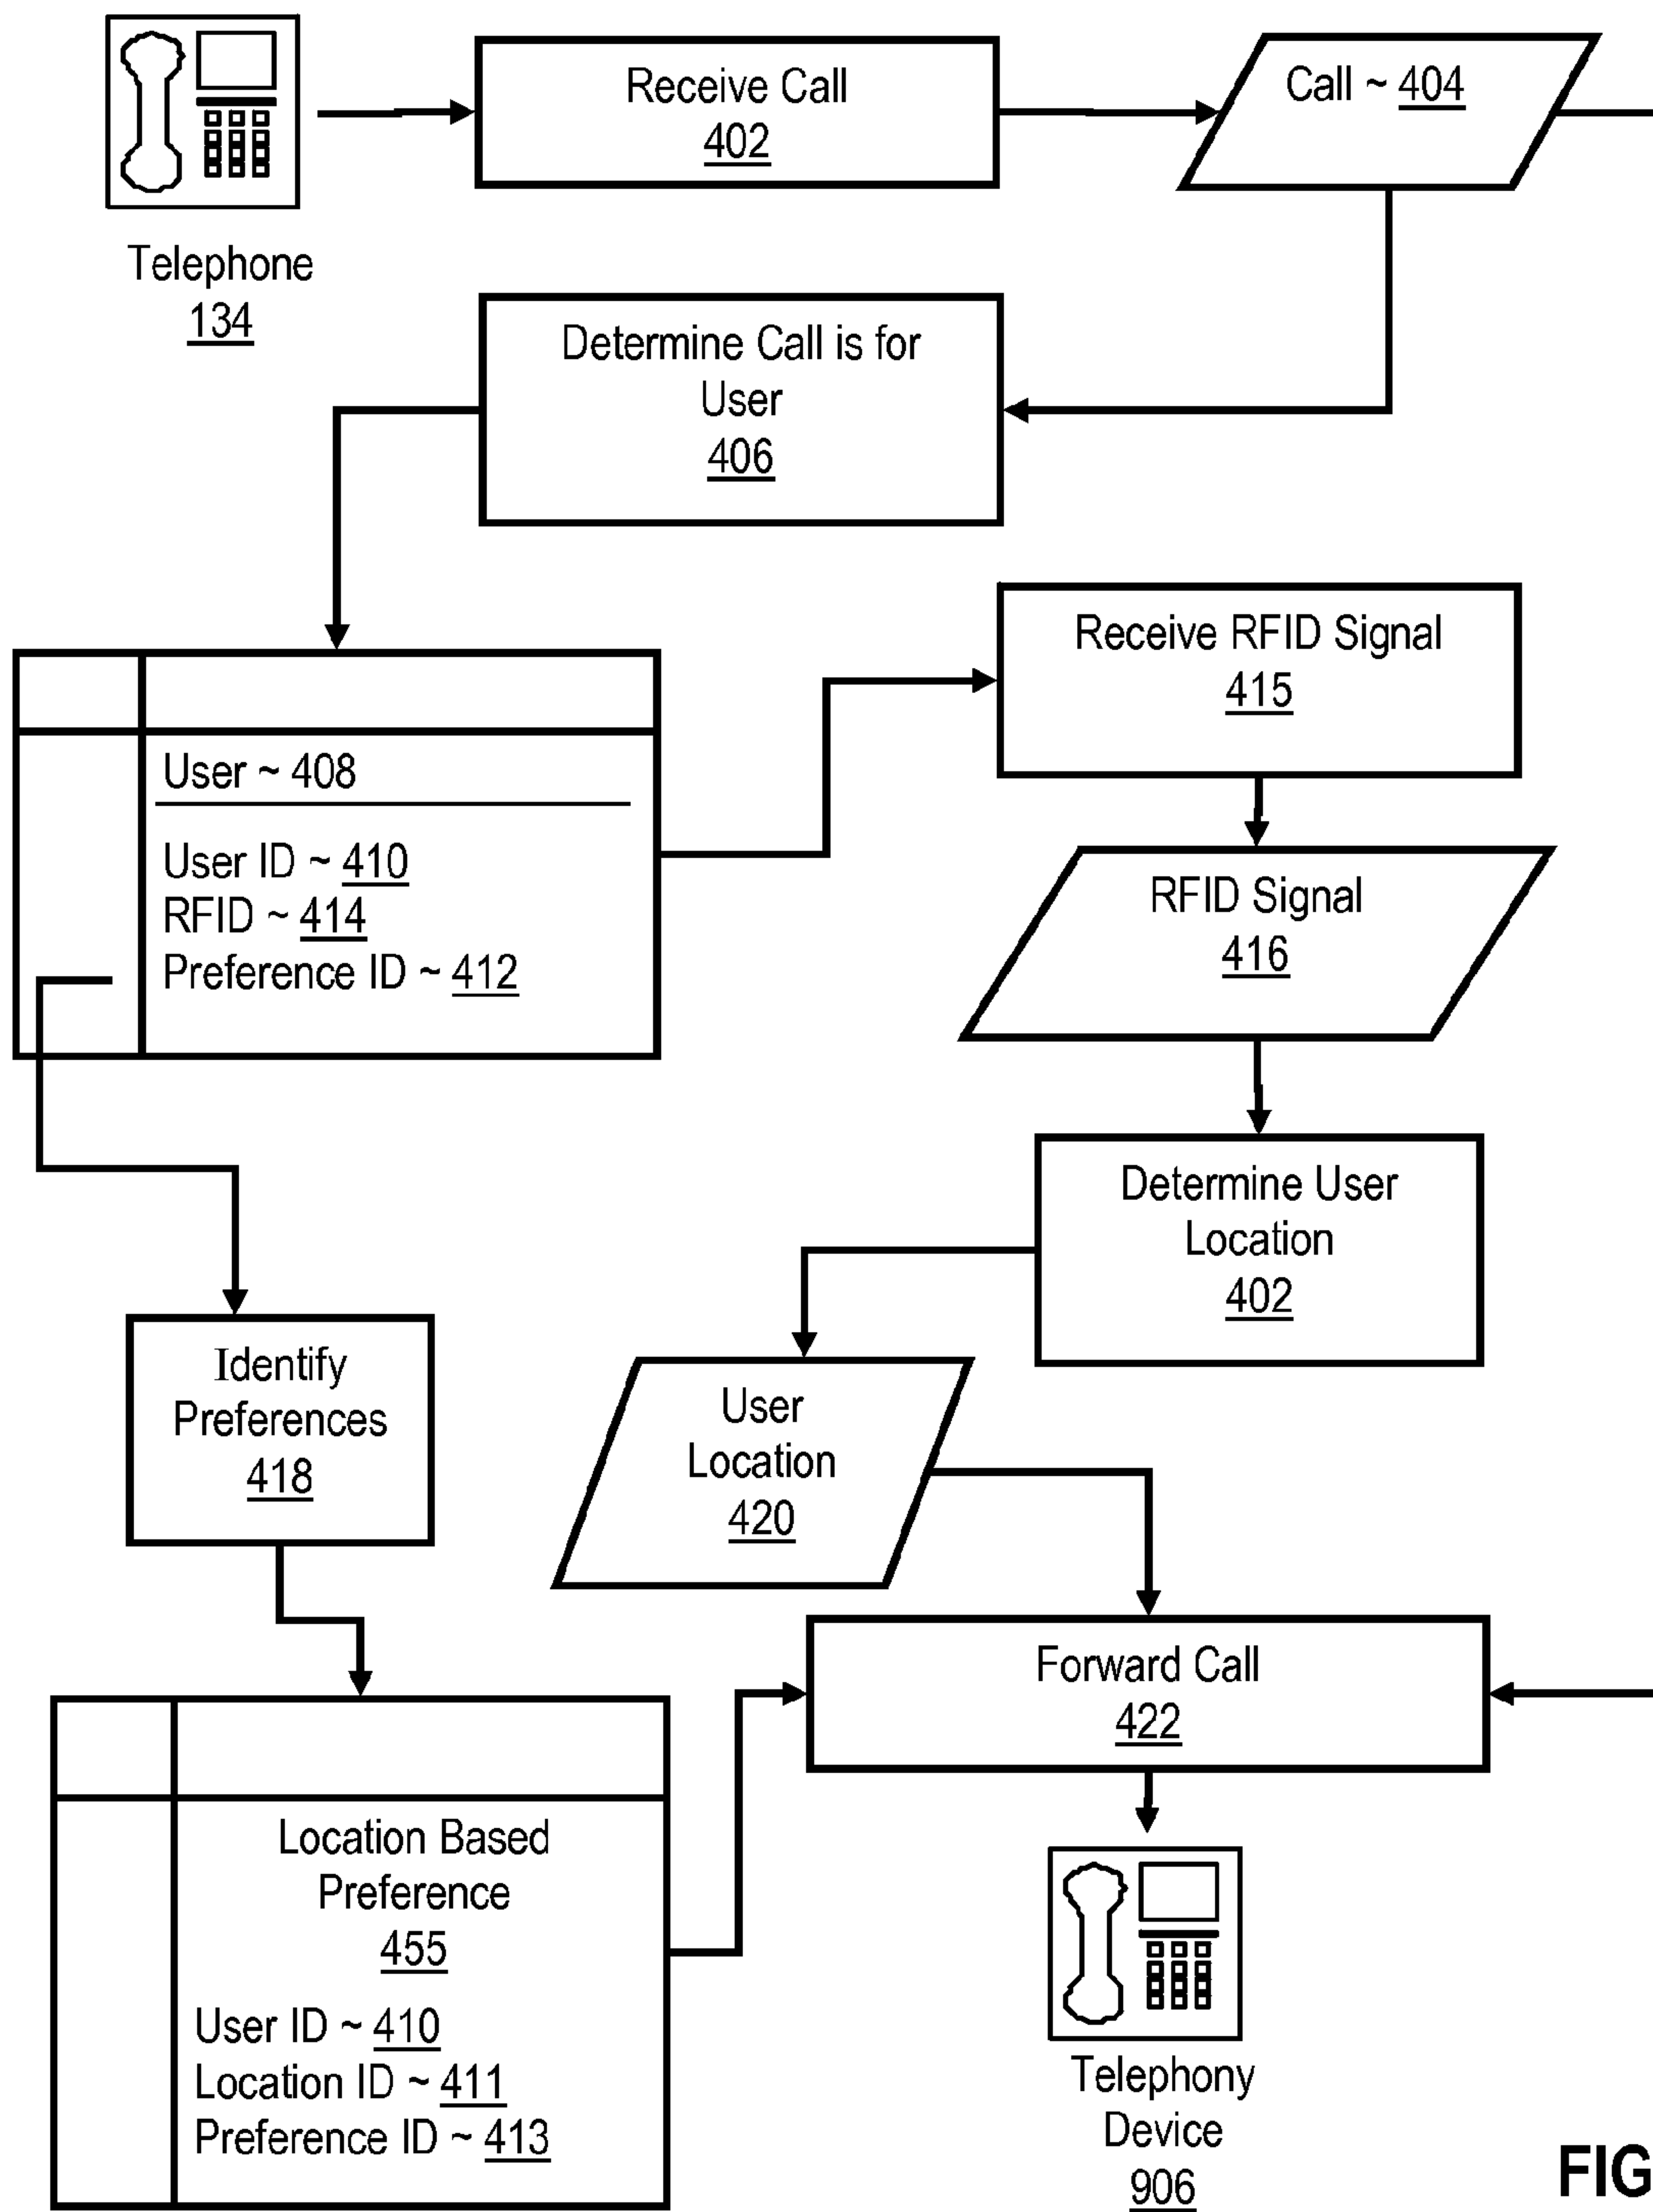 Receive Call
402
Call ~ 404
Telephone
134
Determine Call is for
User
406
Receive RFID Signal
415
User ~ 408
User ID ~ 410
RFID ~ 414
Preference ID ~ 412
RFID Signal
416
Determine User
Location
402
Identify
Preferences
418
User
Location
420
Forward Call
422
Location Based
Preference
455
User ID ~ 410
Location ID ~ 411
Preference ID ~ 413
Telephony
Device
906
FIG